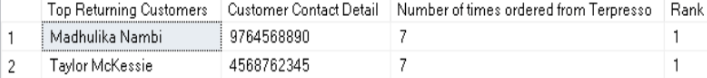 Top Returning Customers Customer Contact Detail Number of times ordered from Terpresso Rank
1 Madhulika Nambi 9764568890 7 1
2 Taylor McKessie 4568762345 7 1